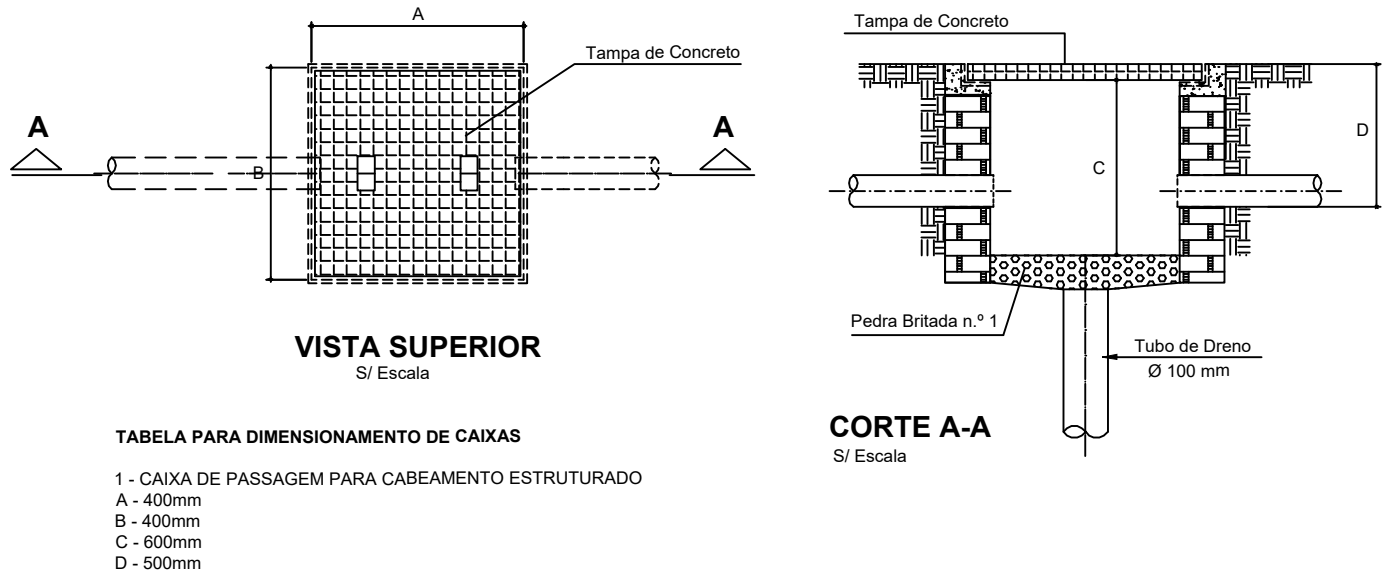 A
Tampa de Concreto
A
A
B
VISTA SUPERIOR
S/ Escala
Tampa de Concreto
D
C
Pedra Britada n.º 1
Tubo de Dreno
Ø 100 mm
CORTE A-A
S/ Escala
TABELA PARA DIMENSIONAMENTO DE CAIXAS
1 - CAIXA DE PASSAGEM PARA CABEAMENTO ESTRUTURADO
A - 400mm
B - 400mm
C - 600mm
D - 500mm